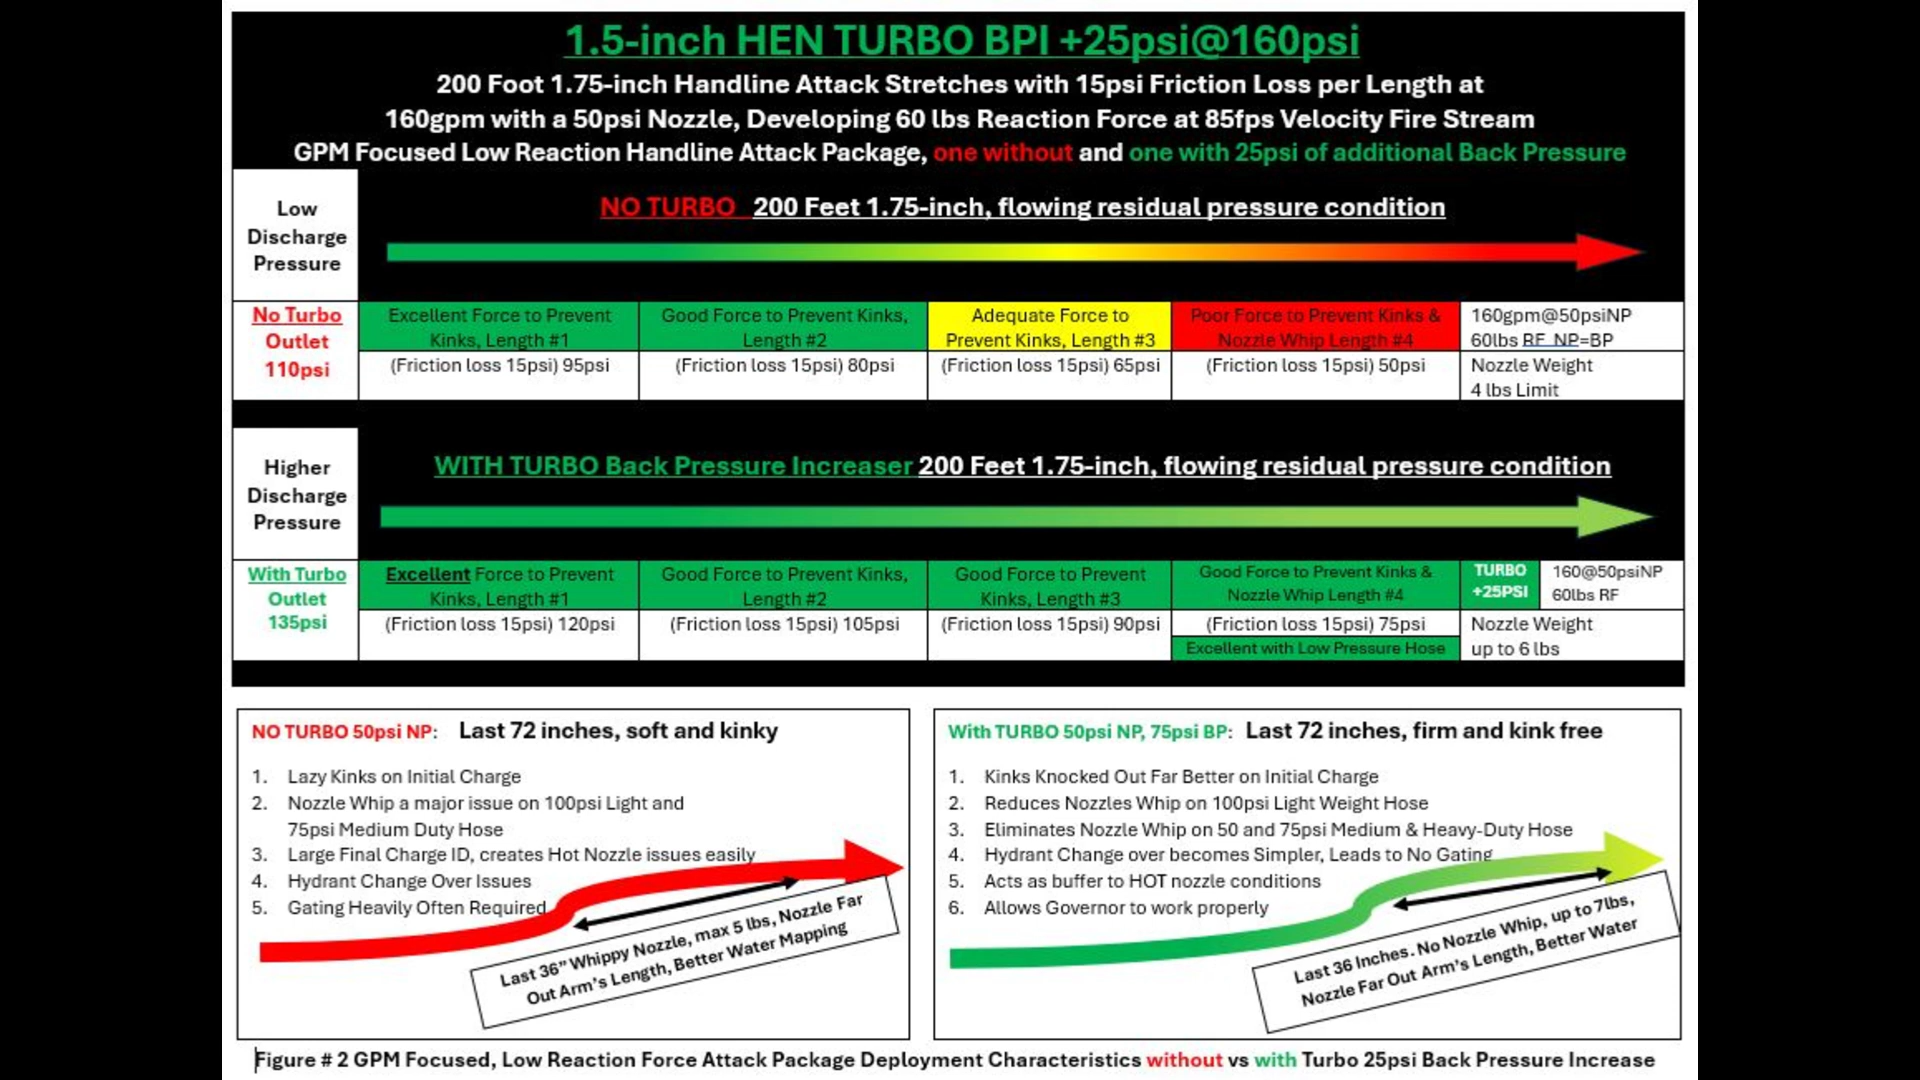 1.5-inch HEN TURBO BPI +25psi@160psi
200 Foot 1.75-inch Handline Attack Stretches with 15psi Friction Loss per Length at
160gpm with a 50psi Nozzle, Developing 60 lbs Reaction Force at 85fps Velocity Fire Stream
GPM Focused Low Reaction Handline Attack Package, one without and one with 25psi of additional Back Pressure
Low
Discharge
Pressure
NO TURBO 200 Feet 1.75-inch, flowing residual pressure condition
No Turbo
Outlet
110psi
Excellent Force to Prevent
Kinks, Length #1
Good Force to Prevent Kinks,
Length #2
Adequate Force to
Prevent Kinks, Length #3
Poor Force to Prevent Kinks &
Nozzle Whip Length #4
160gpm@50psiNP
60lbs RF NP=BP
(Friction loss 15psi) 95psi
(Friction loss 15psi) 80psi
(Friction loss 15psi) 65psi
(Friction loss 15psi) 50psi
Nozzle Weight
4 lbs Limit
Higher
Discharge
Pressure
WITH TURBO Back Pressure Increaser 200 Feet 1.75-inch, flowing residual pressure condition
With Turbo
Outlet
135psi
Excellent Force to Prevent
Kinks, Length #1
Good Force to Prevent Kinks,
Length #2
Good Force to Prevent
Kinks, Length #3
Good Force to Prevent Kinks &
Nozzle Whip Length #4
TURBO
+25PSI
160@50psiNP
60lbs RF
(Friction loss 15psi) 120psi
(Friction loss 15psi) 105psi
(Friction loss 15psi) 90psi
(Friction loss 15psi) 75psi
Excellent with Low Pressure Hose
Nozzle Weight
up to 6 lbs
NO TURBO 50psi NP: Last 72 inches, soft and kinky
1. Lazy Kinks on Initial Charge
2. Nozzle Whip a major issue on 100psi Light and
75psi Medium Duty Hose
3. Large Final Charge ID, creates Hot Nozzle issues easily
4. Hydrant Change Over Issues
5. Gating Heavily Often Required
Last 36” Whippy Nozzle, max 5 lbs, Nozzle Far
Out Arm's Length, Better Water Mapping
With TURBO 50psi NP, 75psi BP: Last 72 inches, firm and kink free
1. Kinks Knocked Out Far Better on Initial Charge
2. Reduces Nozzles Whip on 100psi Light Weight Hose
3. Eliminates Nozzle Whip on 50 and 75psi Medium & Heavy-Duty Hose
4. Hydrant Change over becomes Simpler, Leads to No Gating
5. Acts as buffer to HOT nozzle conditions
6. Allows Governor to work properly
Last 36 Inches. No Nozzle Whip, up to 7lbs,
Nozzle Far Out Arm's Length, Better Water
Figure # 2 GPM Focused, Low Reaction Force Attack Package Deployment Characteristics without vs with Turbo 25psi Back Pressure Increase